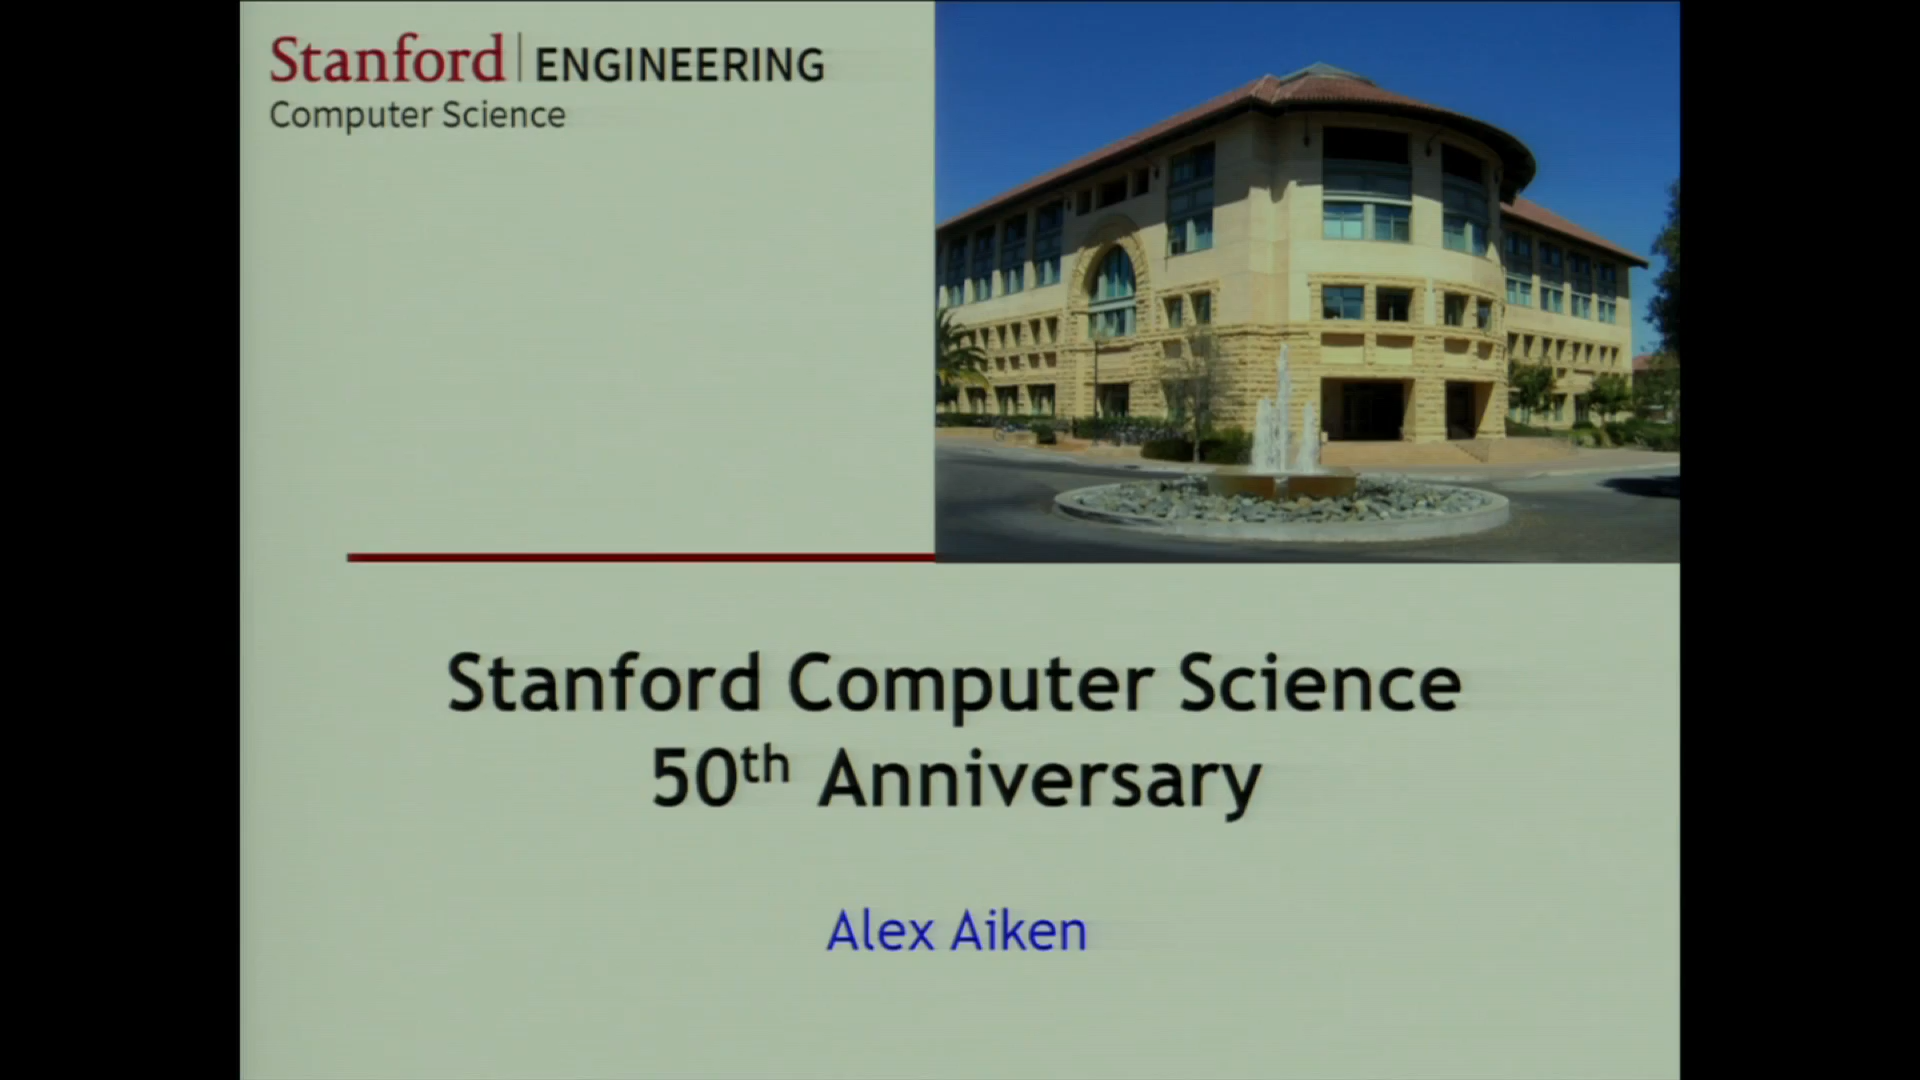 Stanford | ENGINEERING
Computer Science
Stanford Computer Science
50th Anniversary
Alex Aiken